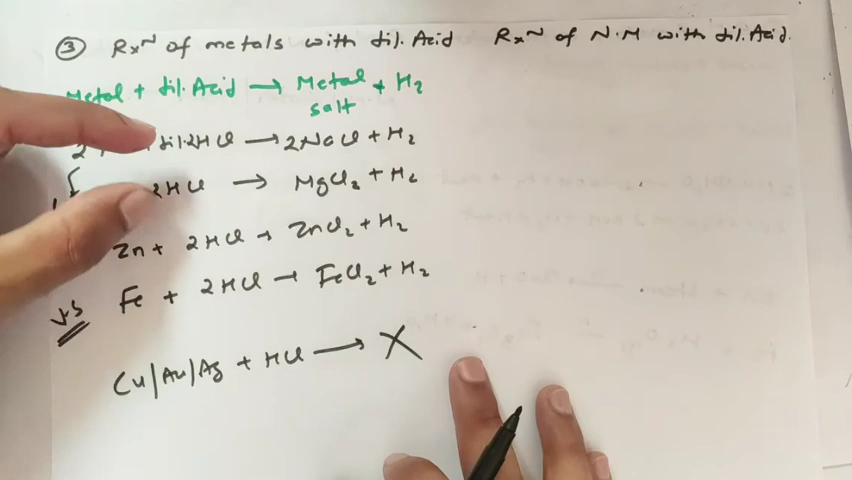 ③ Rxᴺ of metals with dil. Acid
Rxᴺ of N.M with dil. Acid.
Metal + dil. Acid → Metal salt + H₂
dil. 2HCl → 2NaCl + H₂
2HCl → MgCl₂ + H₂
Zn + 2HCl → ZnCl₂ + H₂
Fe + 2HCl → FeCl₂ + H₂
Cu/Au/Ag + HCl → X